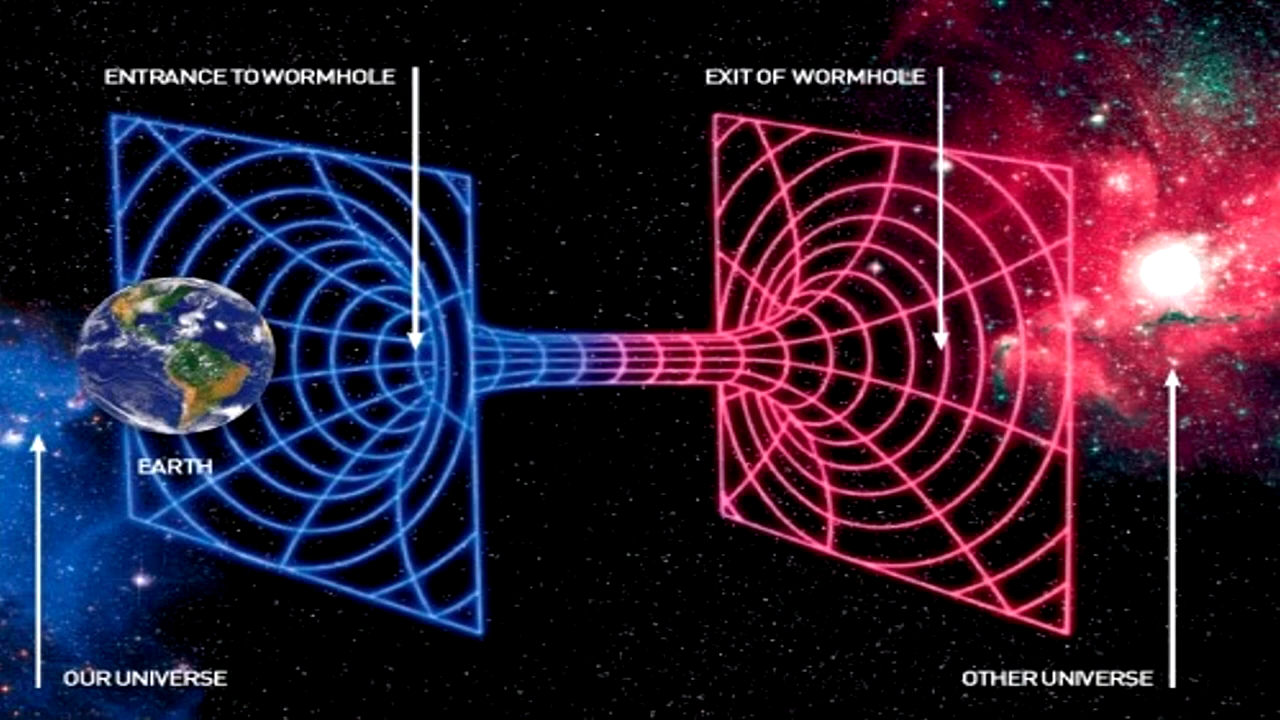 ENTRANCE TO WORMHOLE
EXIT OF WORMHOLE
EARTH
OUR UNIVERSE
OTHER UNIVERSE